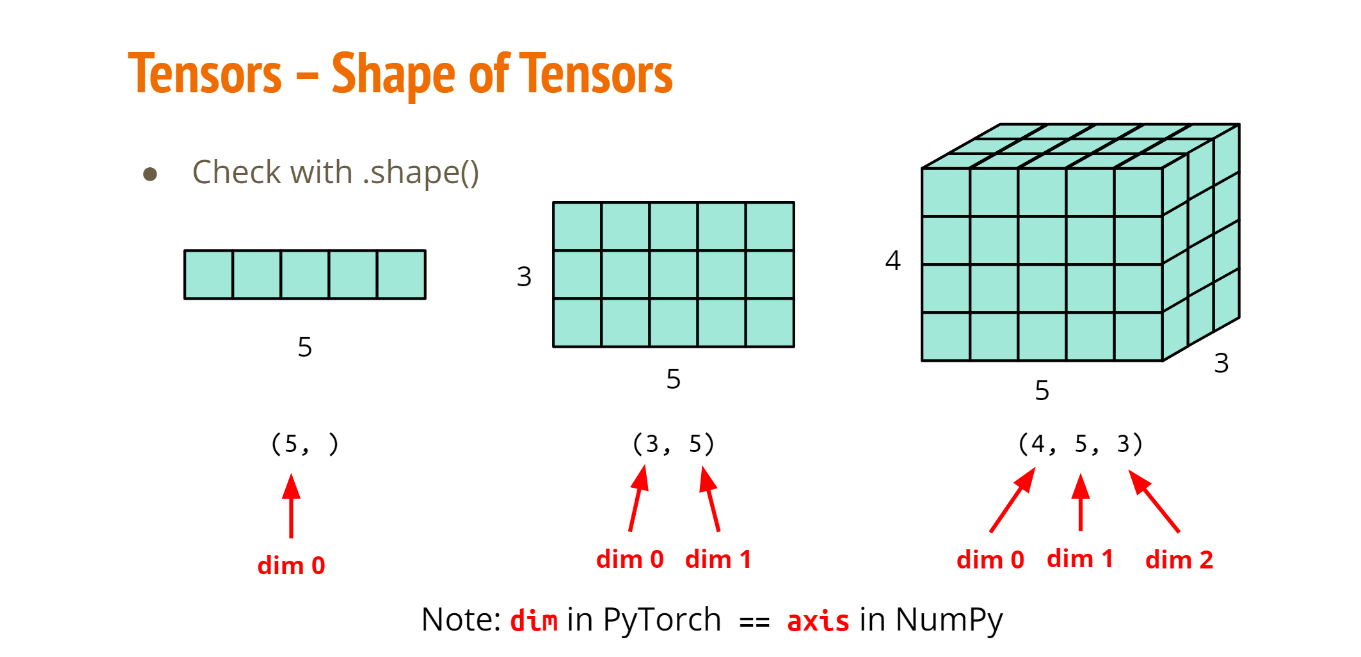 Tensors – Shape of Tensors
● Check with .shape()
5
3
5
4
5
3
(5, )
(3, 5)
(4, 5, 3)
dim 0
dim 0
dim 1
dim 0
dim 1
dim 2
Note: dim in PyTorch == axis in NumPy